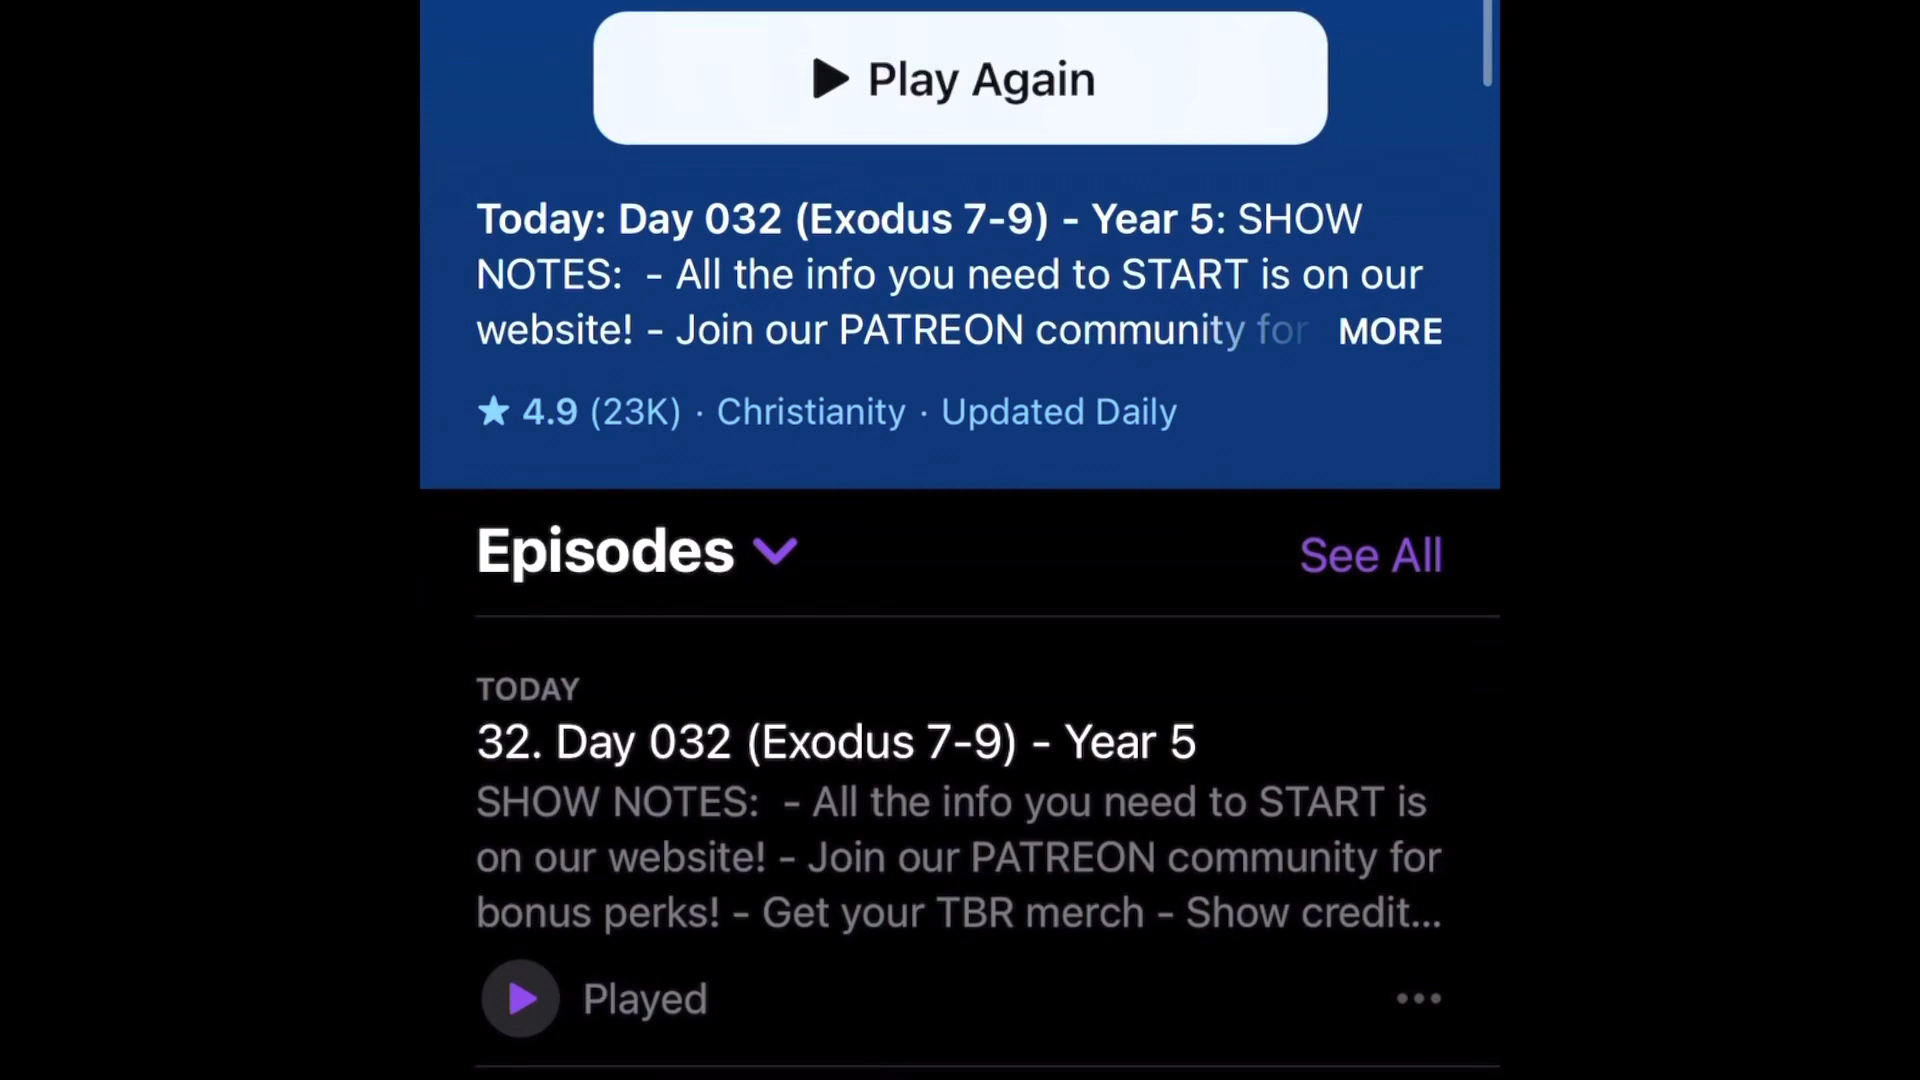 Play Again
Today: Day 032 (Exodus 7-9) - Year 5: SHOW
NOTES:  - All the info you need to START is on our
website! - Join our PATREON community for MORE
4.9 (23K) · Christianity · Updated Daily
Episodes See All
TODAY
32. Day 032 (Exodus 7-9) - Year 5
SHOW NOTES:  - All the info you need to START is
on our website! - Join our PATREON community for
bonus perks! - Get your TBR merch - Show credit...
Played